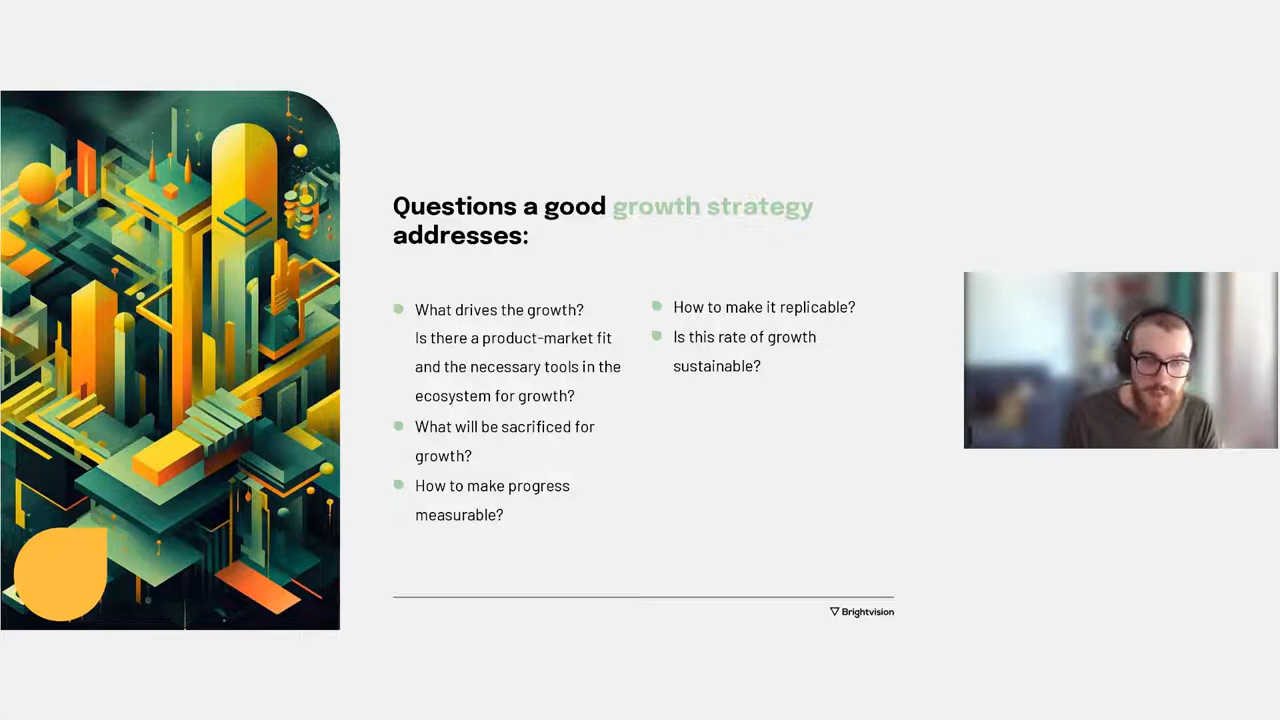 Questions a good growth strategy
addresses:
What drives the growth?
Is there a product-market fit
and the necessary tools in the
ecosystem for growth?
What will be sacrificed for
growth?
How to make progress
measurable?
How to make it replicable?
Is this rate of growth
sustainable?
Brightvision